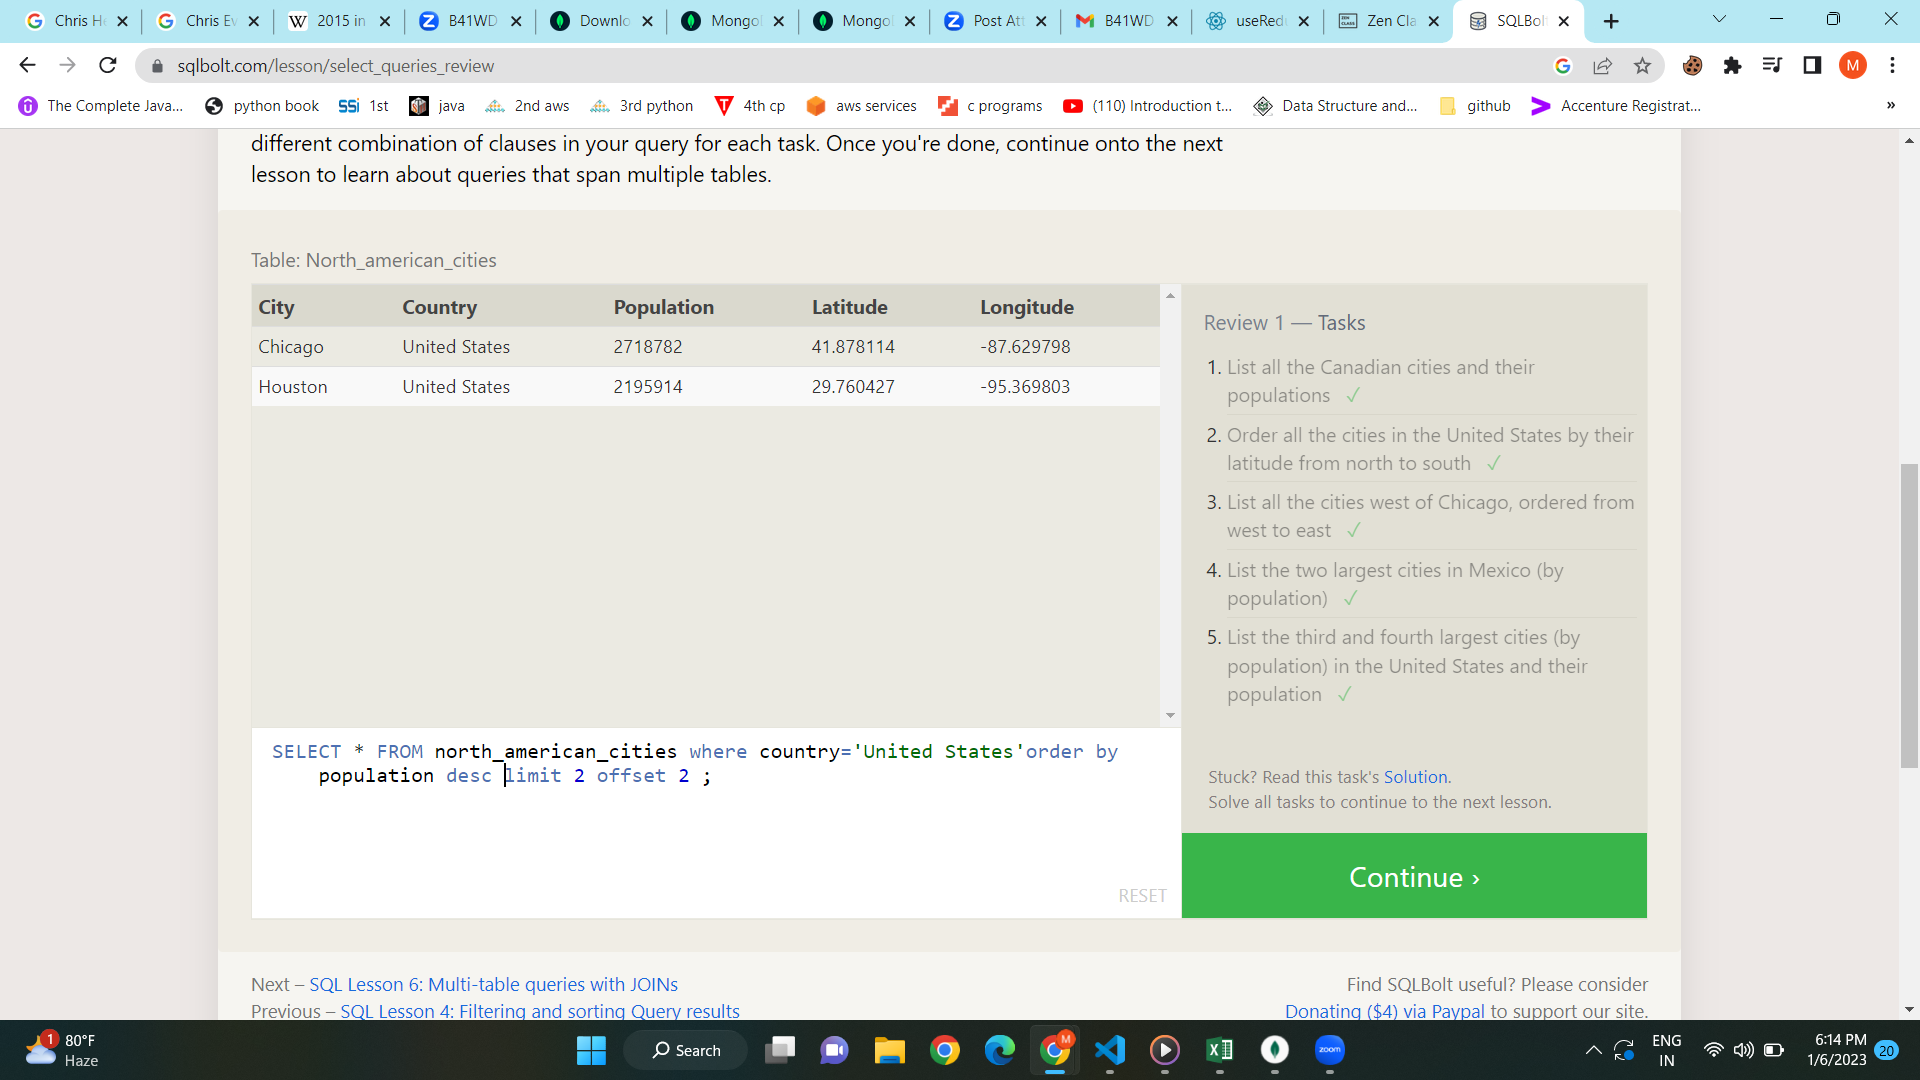 Chris He
Chris Ev
2015 in
B41WD
Downlo
Mongo
Mongo
Post Att
B41WD
useRed
Zen Cla
SQLBolt
sqlbolt.com/lesson/select_queries_review
M
The Complete Java...
python book
SSi 1st
java
2nd aws
3rd python
4th cp
aws services
c programs
(110) Introduction t...
Data Structure and...
github
Accenture Registrat...
»
different combination of clauses in your query for each task. Once you're done, continue onto the next
lesson to learn about queries that span multiple tables.
Table: North_american_cities
City Country Population Latitude Longitude
Chicago United States 2718782 41.878114 -87.629798
Houston United States 2195914 29.760427 -95.369803
Review 1 — Tasks
1. List all the Canadian cities and their
populations ✓
2. Order all the cities in the United States by their
latitude from north to south ✓
3. List all the cities west of Chicago, ordered from
west to east ✓
4. List the two largest cities in Mexico (by
population) ✓
5. List the third and fourth largest cities (by
population) in the United States and their
population ✓
SELECT * FROM north_american_cities where country='United States'order by
population desc limit 2 offset 2 ;
RESET
Stuck? Read this task's Solution.
Solve all tasks to continue to the next lesson.
Continue ›
Next – SQL Lesson 6: Multi-table queries with JOINs
Previous – SQL Lesson 4: Filtering and sorting Query results
Find SQLBolt useful? Please consider
Donating ($4) via Paypal to support our site.
1
80°F
Haze
Search
M
zoom
ENG
IN
6:14 PM
1/6/2023
20